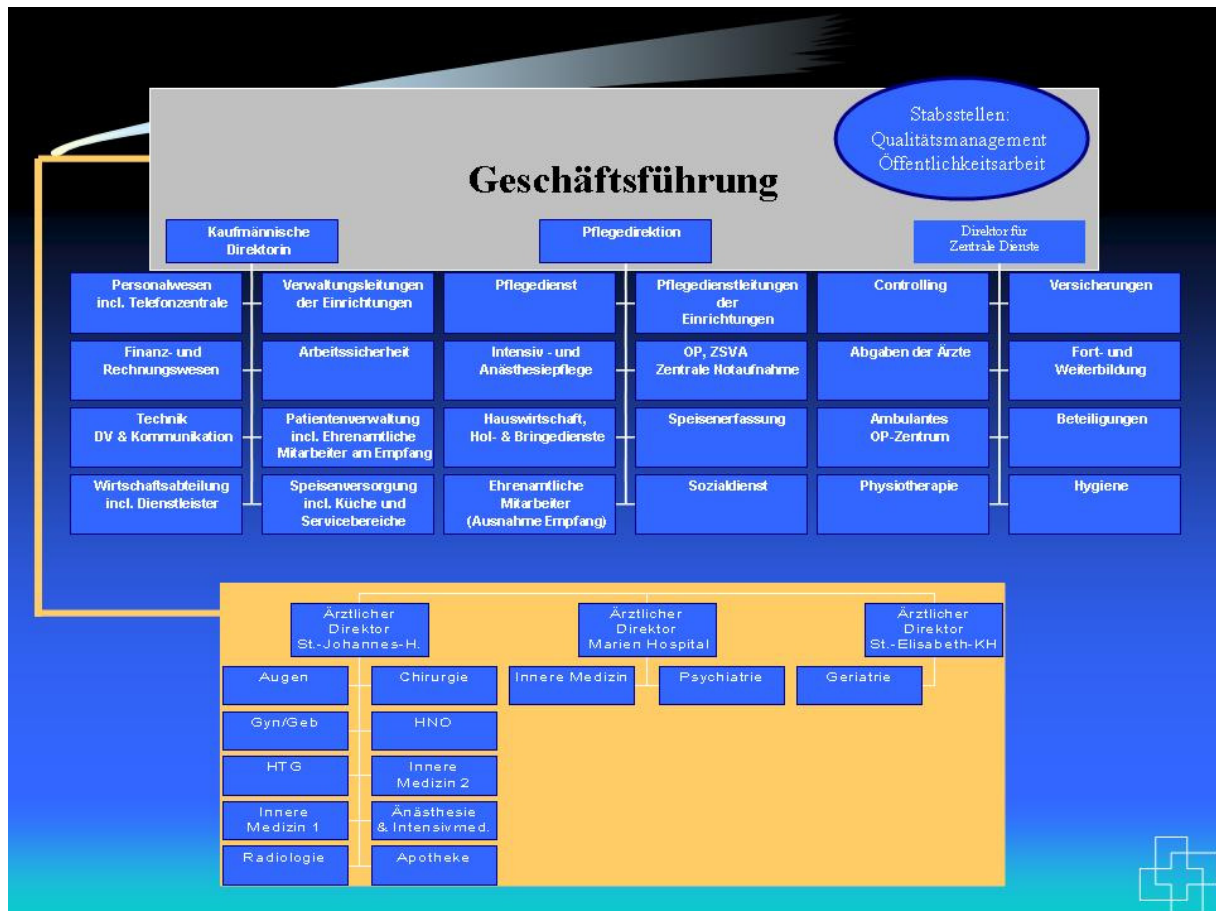 Stabsstellen:
Qualitätsmanagement
Öffentlichkeitsarbeit
Geschäftsführung
Kaufmännische
Direktorin
Pflegedirektion
Direktor für
Zentrale Dienste
Personalwesen
incl. Telefonzentrale
Verwaltungsleitungen
der Einrichtungen
Pflegedienst
Pflegedienstleitungen
der
Einrichtungen
Controlling
Versicherungen
Finanz- und
Rechnungswesen
Arbeitssicherheit
Intensiv - und
Anästhesiepflege
OP, ZSVA
Zentrale Notaufnahme
Abgaben der Ärzte
Fort- und
Weiterbildung
Technik
DV & Kommunikation
Patientenverwaltung
incl. Ehrenamtliche
Mitarbeiter am Empfang
Hauswirtschaft,
Hol- & Bringedienste
Speisenerfassung
Ambulantes
OP-Zentrum
Beteiligungen
Wirtschaftsabteilung
incl. Dienstleister
Speisenversorgung
incl. Küche und
Servicebereiche
Ehrenamtliche
Mitarbeiter
(Ausnahme Empfang)
Sozialdienst
Physiotherapie
Hygiene
Ärztlicher
Direktor
St.-Johannes-H.
Ärztlicher
Direktor
Marien Hospital
Ärztlicher
Direktor
St.-Elisabeth-KH
Augen
Chirurgie
Innere Medizin
Psychiatrie
Geriatrie
Gyn/Geb
HNO
HTG
Innere
Medizin 2
Innere
Medizin 1
Änästhesie
& Intensivmed.
Radiologie
Apotheke